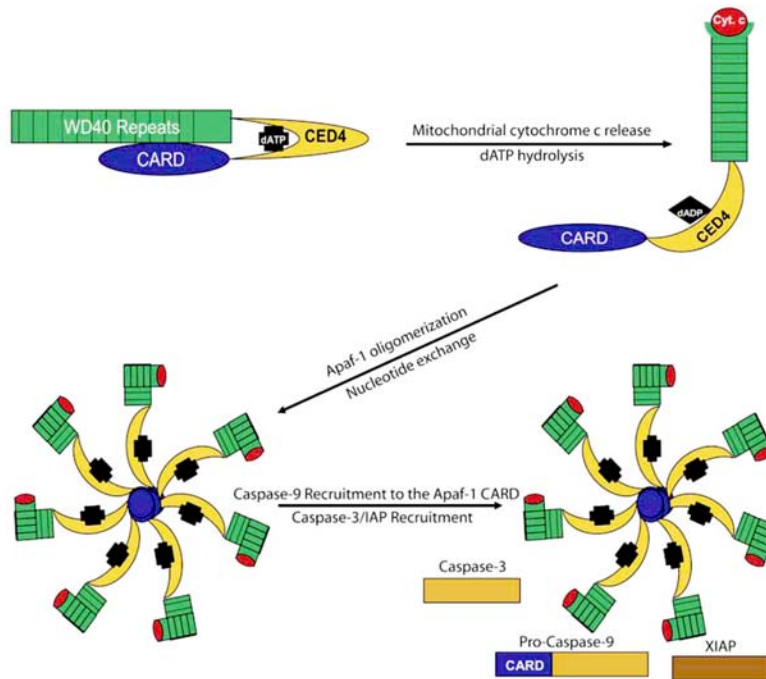 Cyt. c
WD40 Repeats
dATP
CED4
CARD
Mitochondrial cytochrome c release
dATP hydrolysis
dADP
CED4
CARD
Apaf-1 oligomerization
Nucleotide exchange
Caspase-9 Recruitment to the Apaf-1 CARD
Caspase-3/IAP Recruitment
Caspase-3
Pro-Caspase-9
CARD
XIAP